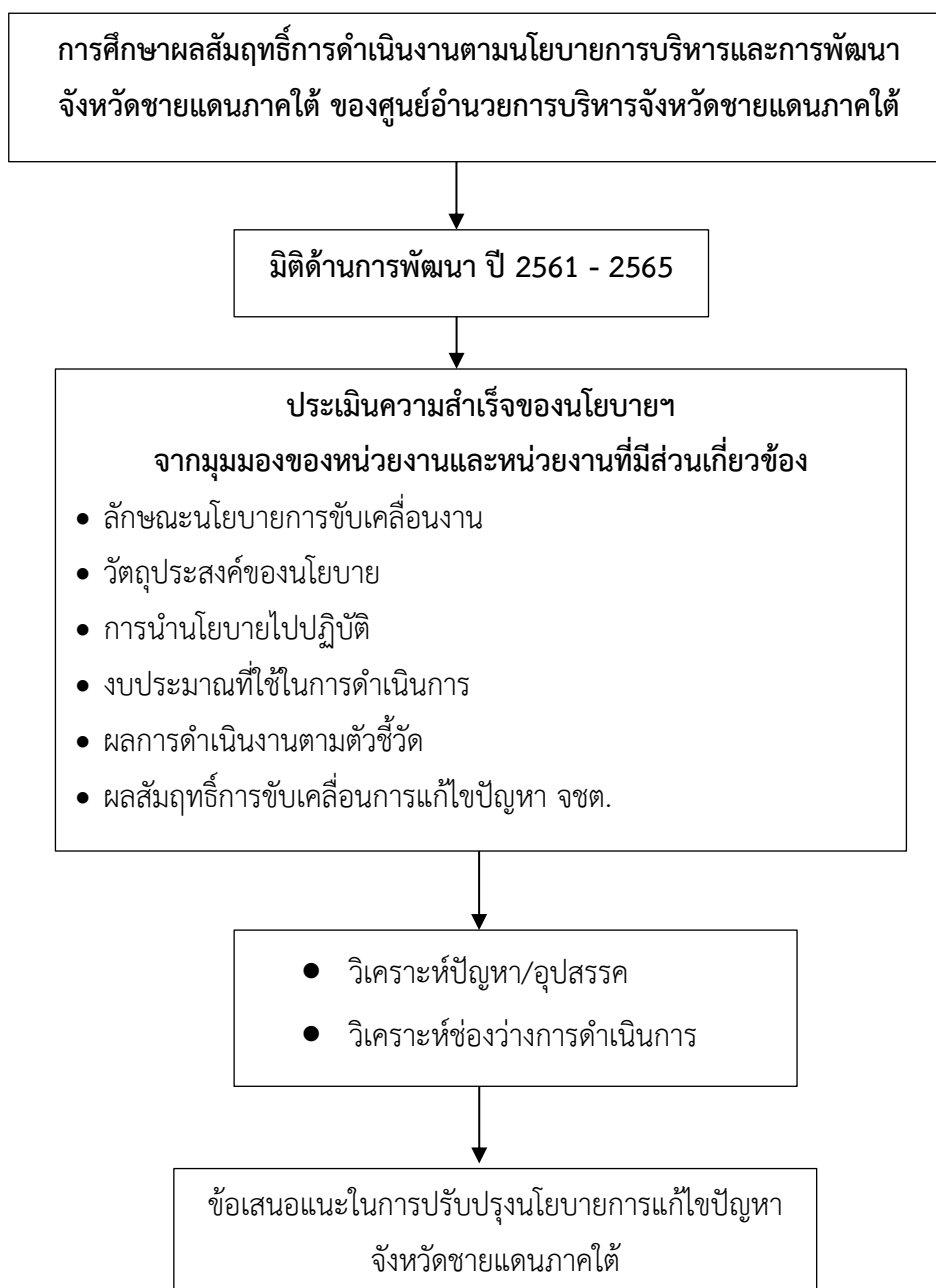 การศึกษาผลสัมฤทธิ์การดำเนินงานตามนโยบายการบริหารและการพัฒนา
จังหวัดชายแดนภาคใต้ ของศูนย์อำนวยการบริหารจังหวัดชายแดนภาคใต้
มิติด้านการพัฒนา ปี 2561 - 2565
ประเมินความสำเร็จของนโยบายฯ
จากมุมมองของหน่วยงานและหน่วยงานที่มีส่วนเกี่ยวข้อง
• ลักษณะนโยบายการขับเคลื่อนงาน
• วัตถุประสงค์ของนโยบาย
• การนำนโยบายไปปฏิบัติ
• งบประมาณที่ใช้ในการดำเนินการ
• ผลการดำเนินงานตามตัวชี้วัด
• ผลสัมฤทธิ์การขับเคลื่อนการแก้ไขปัญหา จชต.
• วิเคราะห์ปัญหา/อุปสรรค
• วิเคราะห์ช่องว่างการดำเนินการ
ข้อเสนอแนะในการปรับปรุงนโยบายการแก้ไขปัญหา
จังหวัดชายแดนภาคใต้